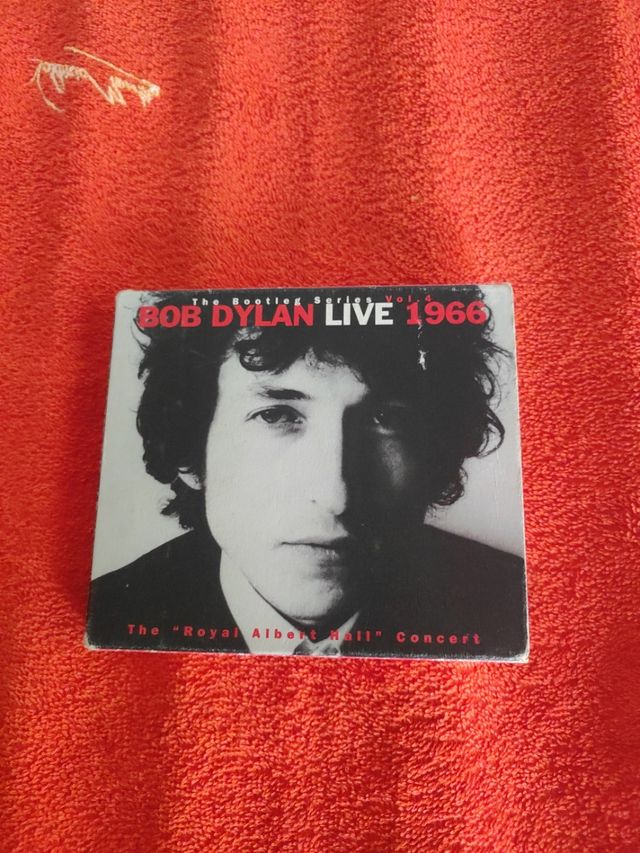 The Bootleg Series Vol.4
BOB DYLAN LIVE 1966
The "Royal Albert Hall" Concert